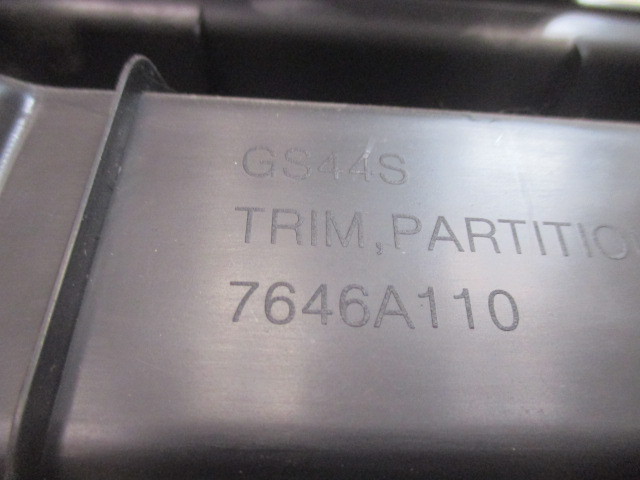 GS44S
TRIM, PARTITIO
7646A110